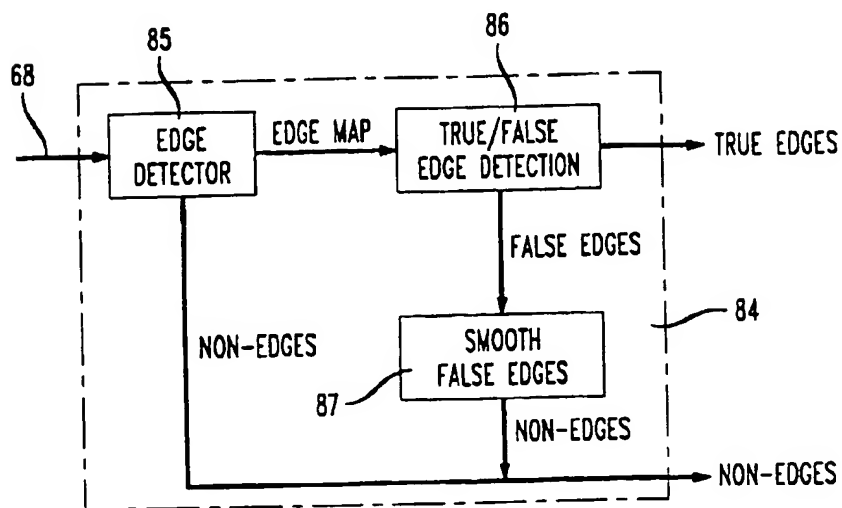 85
86
68
EDGE
DETECTOR
EDGE MAP
TRUE/FALSE
EDGE DETECTION
TRUE EDGES
FALSE EDGES
84
NON-EDGES
SMOOTH
FALSE EDGES
87
NON-EDGES
NON-EDGES